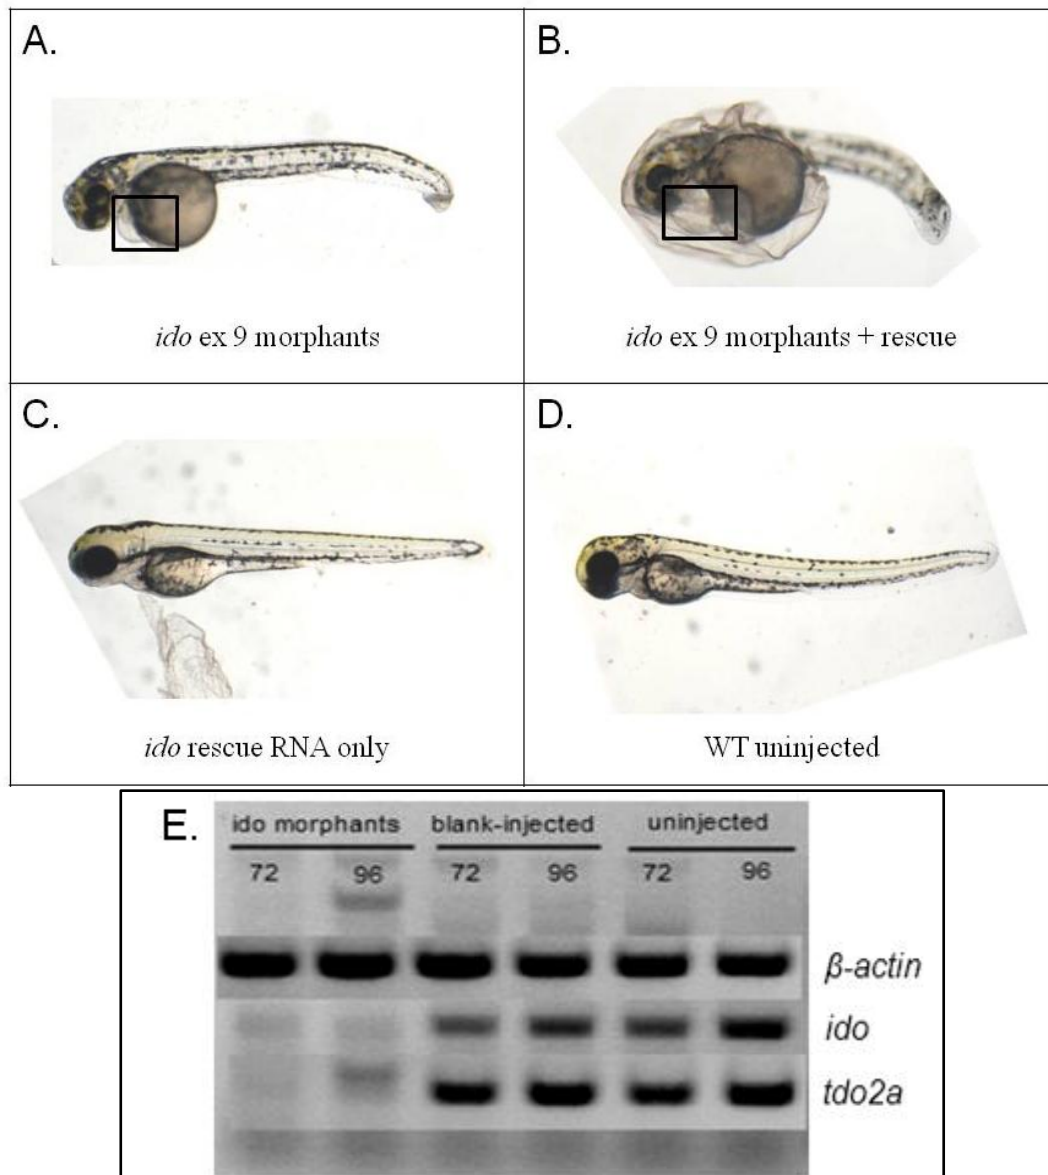 A.
ido ex 9 morphants
B.
ido ex 9 morphants + rescue
C.
ido rescue RNA only
D.
WT uninjected
E.
ido morphants blank-injected uninjected
72 96 72 96 72 96
β-actin
ido
tdo2a